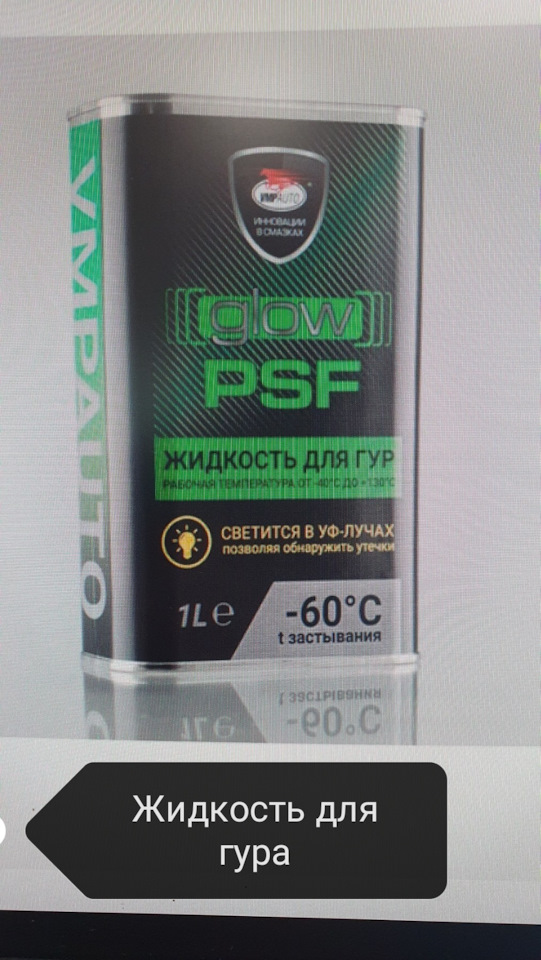 VMPAUTO
VMPAUTO
ИННОВАЦИИ
В СМАЗКАХ
glow
PSF
ЖИДКОСТЬ ДЛЯ ГУР
РАБОЧАЯ ТЕМПЕРАТУРА ОТ -40°C ДО +130°C
СВЕТИТСЯ В УФ-ЛУЧАХ
позволяя обнаружить утечки
1L e
-60°C
t застывания
Жидкость для
гура